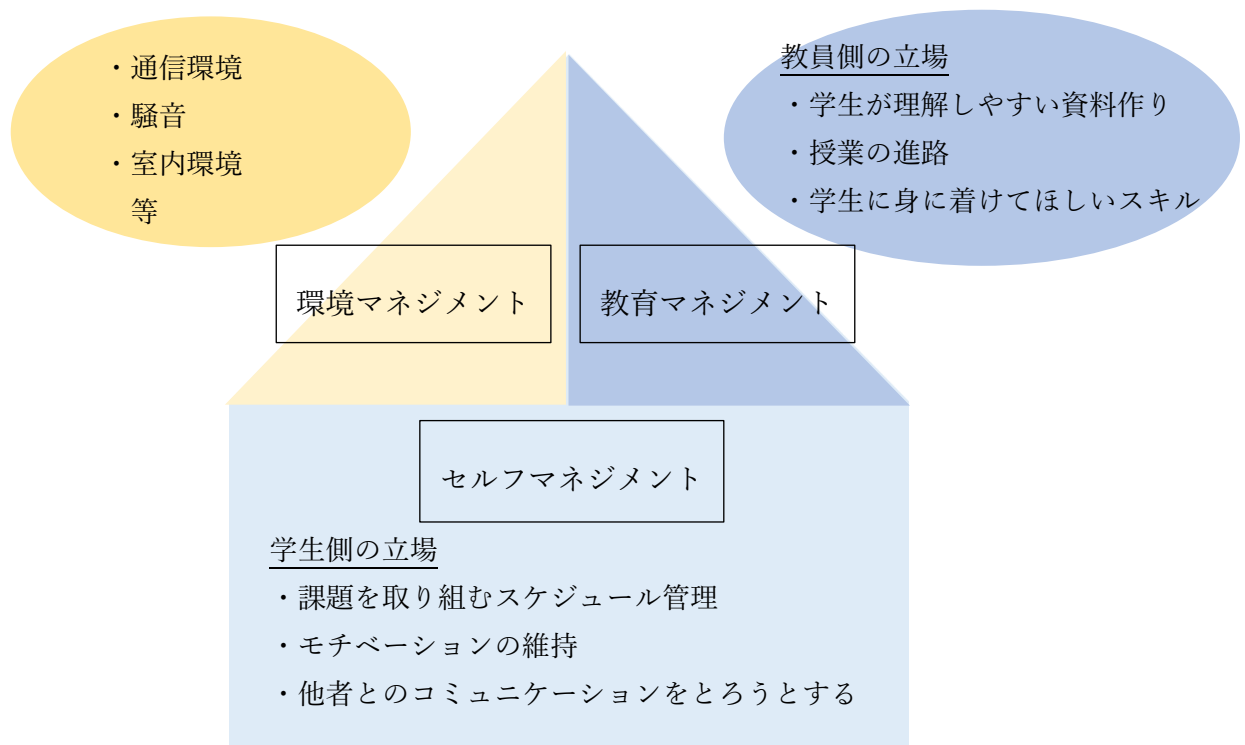 ・通信環境
・騒音
・室内環境
等
教員側の立場
・学生が理解しやすい資料作り
・授業の進路
・学生に身に着けてほしいスキル
環境マネジメント
教育マネジメント
セルフマネジメント
学生側の立場
・課題を取り組むスケジュール管理
・モチベーションの維持
・他者とのコミュニケーションをとろうとする